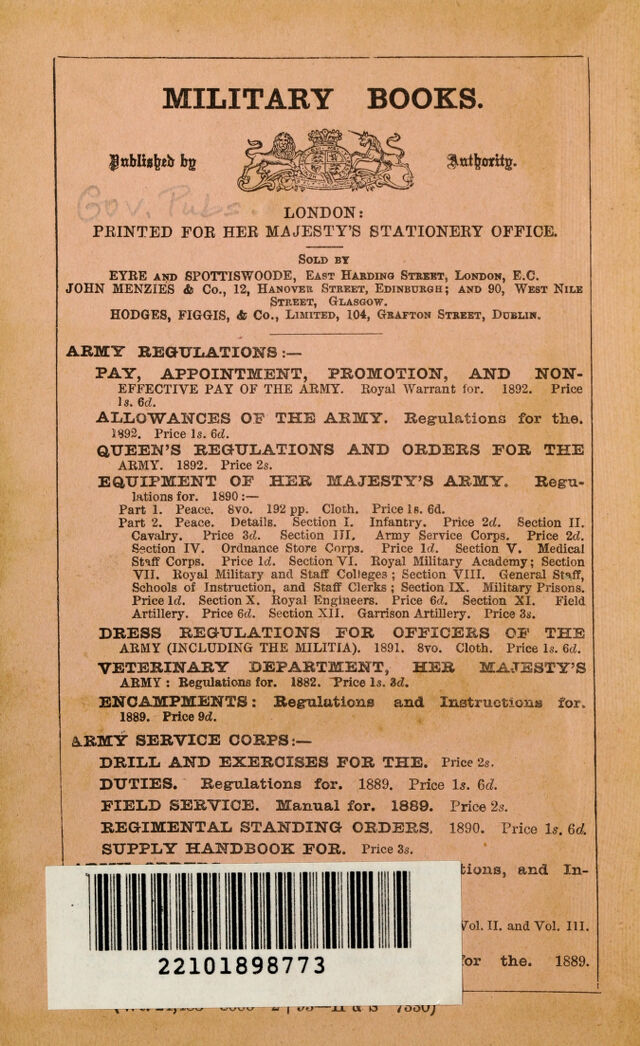 MILITARY BOOKS.
Published by
Authority.
Gov. Pubs.
LONDON:
PRINTED FOR HER MAJESTY'S STATIONERY OFFICE.
SOLD BY
EYRE AND SPOTTISWOODE, EAST HARDING STREET, LONDON, E.C.
JOHN MENZIES & Co., 12, HANOVER STREET, EDINBURGH; AND 90, WEST NILE
STREET, GLASGOW.
HODGES, FIGGIS, & Co., LIMITED, 104, GRAFTON STREET, DUBLIN.
ARMY REGULATIONS:—
PAY, APPOINTMENT, PROMOTION, AND NON-
EFFECTIVE PAY OF THE ARMY. Royal Warrant for. 1892. Price
1s. 6d.
ALLOWANCES OF THE ARMY. Regulations for the.
1892. Price 1s. 6d.
QUEEN'S REGULATIONS AND ORDERS FOR THE
ARMY. 1892. Price 2s.
EQUIPMENT OF HER MAJESTY'S ARMY. Regu-
lations for. 1890:—
Part 1. Peace. 8vo. 192 pp. Cloth. Price 1s. 6d.
Part 2. Peace. Details. Section I. Infantry. Price 2d. Section II.
Cavalry. Price 3d. Section III. Army Service Corps. Price 2d.
Section IV. Ordnance Store Corps. Price 1d. Section V. Medical
Staff Corps. Price 1d. Section VI. Royal Military Academy; Section
VII. Royal Military and Staff Colleges; Section VIII. General Staff,
Schools of Instruction, and Staff Clerks; Section IX. Military Prisons.
Price 1d. Section X. Royal Engineers. Price 6d. Section XI. Field
Artillery. Price 6d. Section XII. Garrison Artillery. Price 3s.
DRESS REGULATIONS FOR OFFICERS OF THE
ARMY (INCLUDING THE MILITIA). 1891. 8vo. Cloth. Price 1s. 6d.
VETERINARY DEPARTMENT, HER MAJESTY'S
ARMY: Regulations for. 1882. Price 1s. 3d.
ENCAMPMENTS: Regulations and Instructions for.
1889. Price 9d.
ARMY SERVICE CORPS:—
DRILL AND EXERCISES FOR THE. Price 2s.
DUTIES. Regulations for. 1889. Price 1s. 6d.
FIELD SERVICE. Manual for. 1889. Price 2s.
REGIMENTAL STANDING ORDERS. 1890. Price 1s. 6d.
SUPPLY HANDBOOK FOR. Price 3s.
tions, and In-
Vol. II. and Vol. III.
for the. 1889.
22101898773